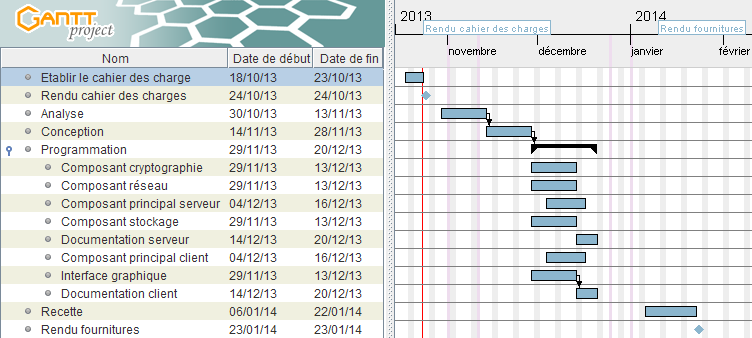 GANTT
project
2013
2014
Rendu cahier des charges
Rendu fournitures
novembre
décembre
janvier
février
Nom Date de début Date de fin
Etablir le cahier des charge 18/10/13 23/10/13
Rendu cahier des charges 24/10/13 24/10/13
Analyse 30/10/13 13/11/13
Conception 14/11/13 28/11/13
Programmation 29/11/13 20/12/13
Composant cryptographie 29/11/13 13/12/13
Composant réseau 29/11/13 13/12/13
Composant principal serveur 04/12/13 16/12/13
Composant stockage 29/11/13 13/12/13
Documentation serveur 14/12/13 20/12/13
Composant principal client 04/12/13 16/12/13
Interface graphique 29/11/13 13/12/13
Documentation client 14/12/13 20/12/13
Recette 06/01/14 22/01/14
Rendu fournitures 23/01/14 23/01/14